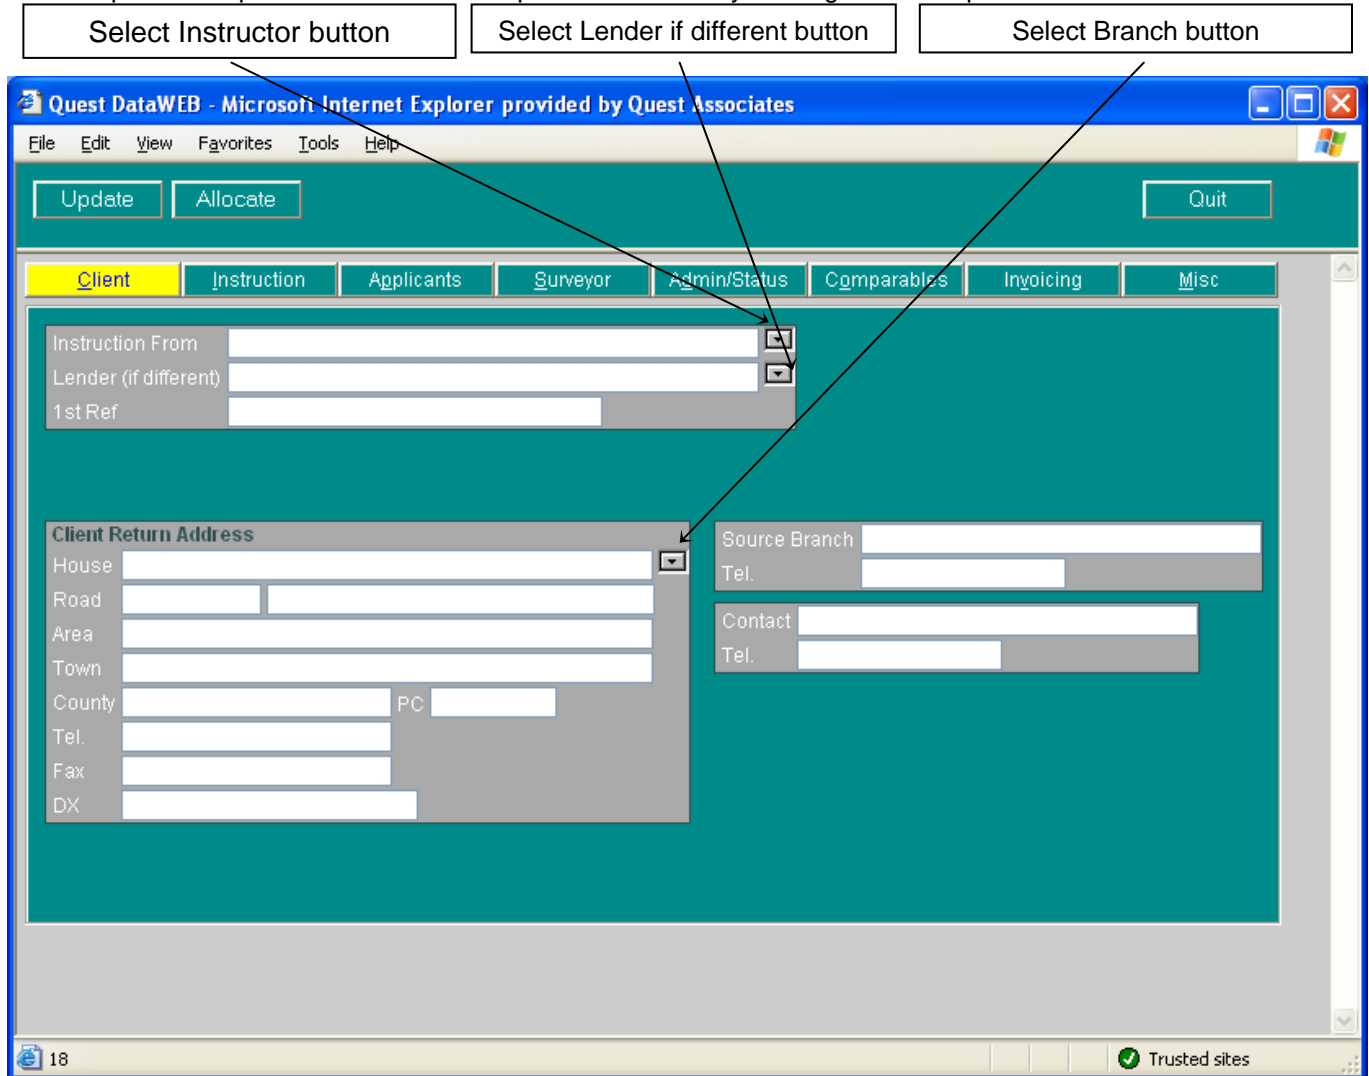 Select Instructor button
Select Lender if different button
Select Branch button
Quest DataWEB - Microsoft Internet Explorer provided by Quest Associates
File Edit View Favorites Tools Help
Update Allocate Quit
Client Instruction Applicants Surveyor Admin/Status Comparables Invoicing Misc
Instruction From
Lender (if different)
1st Ref
Client Return Address
House
Road
Area
Town
County PC
Tel.
Fax
DX
Source Branch
Tel.
Contact
Tel.
18 Trusted sites